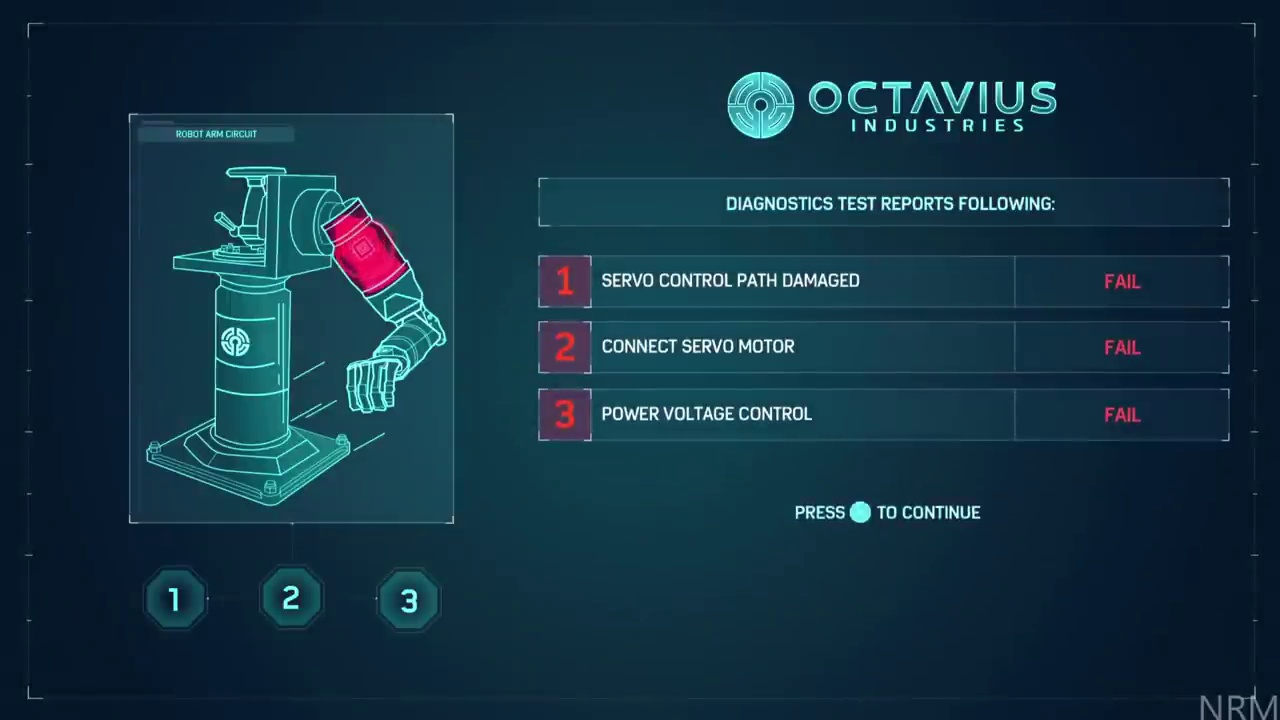 OCTAVIUS
INDUSTRIES
ROBOT ARM CIRCUIT
DIAGNOSTICS TEST REPORTS FOLLOWING:
1 SERVO CONTROL PATH DAMAGED FAIL
2 CONNECT SERVO MOTOR FAIL
3 POWER VOLTAGE CONTROL FAIL
PRESS TO CONTINUE
1 2 3
NRM